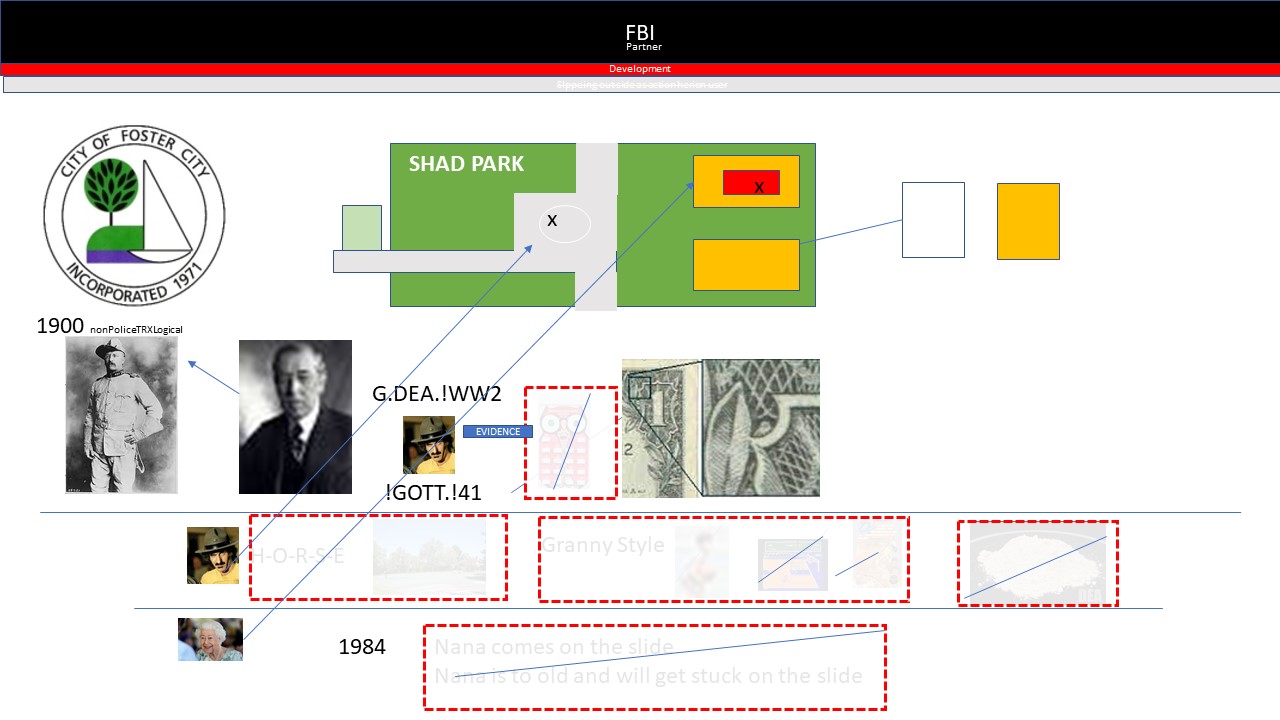 FBI
Partner
Development
CITY OF FOSTER CITY
INCORPORATED 1971
SHAD PARK
X
X
1900 nonPoliceTRXLogical
G.DEA.!WW2
EVIDENCE
!GOTT.!41
2
H-O-R-S-E
Granny Style
DEA
1984
Nana comes on the slide
Nana is to old and will get stuck on the slide